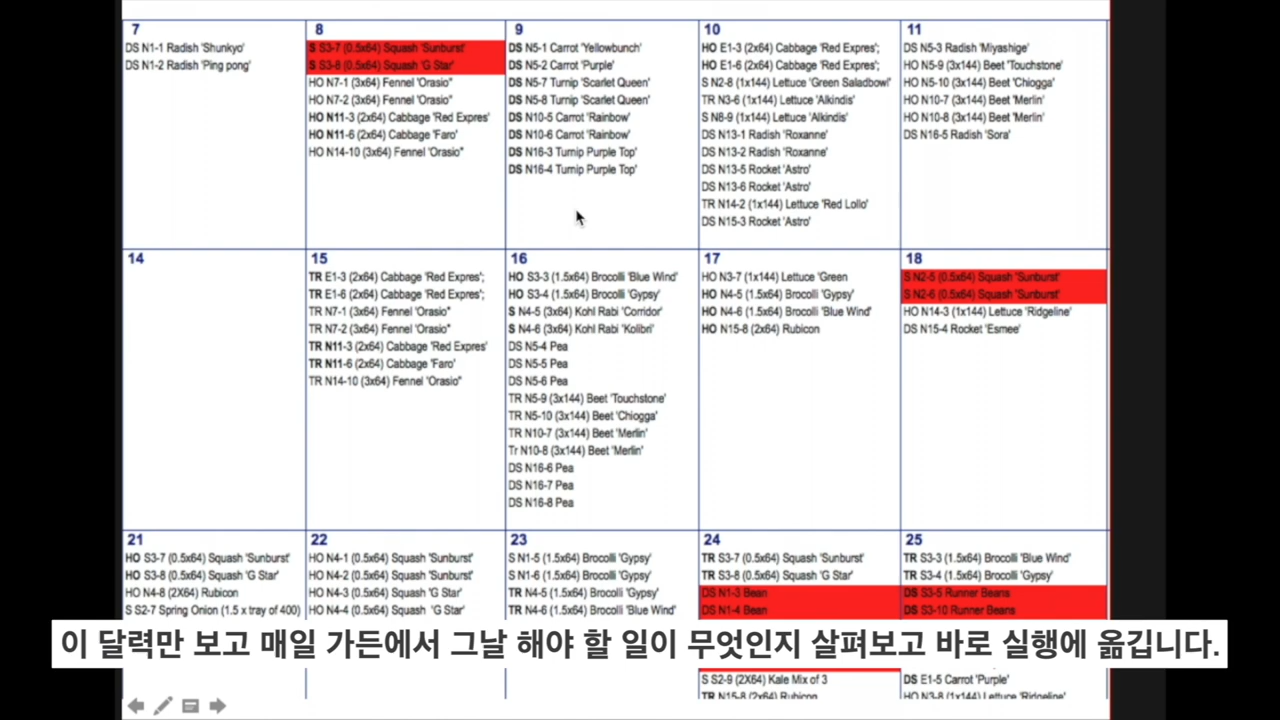 7
DS N1-1 Radish 'Shunkyo'
DS N1-2 Radish 'Ping pong'
8
S S3-7 (0.5x64) Squash 'Sunburst'
S S3-8 (0.5x64) Squash 'G Star'
HO N7-1 (3x64) Fennel 'Orasio"
HO N7-2 (3x64) Fennel 'Orasio"
HO N11-3 (2x64) Cabbage 'Red Expres'
HO N11-6 (2x64) Cabbage 'Faro'
HO N14-10 (3x64) Fennel 'Orasio"
9
DS N5-1 Carrot 'Yellowbunch'
DS N5-2 Carrot 'Purple'
DS N5-7 Turnip 'Scarlet Queen'
DS N5-8 Turnip 'Scarlet Queen'
DS N10-5 Carrot 'Rainbow'
DS N10-6 Carrot 'Rainbow'
DS N16-3 Turnip Purple Top'
DS N16-4 Turnip Purple Top'
10
HO E1-3 (2x64) Cabbage 'Red Expres';
HO E1-6 (2x64) Cabbage 'Red Expres';
S N2-8 (1x144) Lettuce 'Green Saladbowl'
TR N3-6 (1x144) Lettuce 'Alkindis'
S N8-9 (1x144) Lettuce 'Alkindis'
DS N13-1 Radish 'Roxanne'
DS N13-2 Radish 'Roxanne'
DS N13-5 Rocket 'Astro'
DS N13-6 Rocket 'Astro'
TR N14-2 (1x144) Lettuce 'Red Lollo'
DS N15-3 Rocket 'Astro'
11
DS N5-3 Radish 'Miyashige'
HO N5-9 (3x144) Beet 'Touchstone'
HO N5-10 (3x144) Beet 'Chiogga'
HO N10-7 (3x144) Beet 'Merlin'
HO N10-8 (3x144) Beet 'Merlin'
DS N16-5 Radish 'Sora'
14
15
TR E1-3 (2x64) Cabbage 'Red Expres';
TR E1-6 (2x64) Cabbage 'Red Expres';
TR N7-1 (3x64) Fennel 'Orasio"
TR N7-2 (3x64) Fennel 'Orasio"
TR N11-3 (2x64) Cabbage 'Red Expres'
TR N11-6 (2x64) Cabbage 'Faro'
TR N14-10 (3x64) Fennel 'Orasio"
16
HO S3-3 (1.5x64) Brocolli 'Blue Wind'
HO S3-4 (1.5x64) Brocolli 'Gypsy'
S N4-5 (3x64) Kohl Rabi 'Corridor'
S N4-6 (3x64) Kohl Rabi 'Kolibri'
DS N5-4 Pea
DS N5-5 Pea
DS N5-6 Pea
TR N5-9 (3x144) Beet 'Touchstone'
TR N5-10 (3x144) Beet 'Chiogga'
TR N10-7 (3x144) Beet 'Merlin'
Tr N10-8 (3x144) Beet 'Merlin'
DS N16-6 Pea
DS N16-7 Pea
DS N16-8 Pea
17
HO N3-7 (1x144) Lettuce 'Green
HO N4-5 (1.5x64) Brocolli 'Gypsy'
HO N4-6 (1.5x64) Brocolli 'Blue Wind'
HO N15-8 (2x64) Rubicon
18
S N2-5 (0.5x64) Squash 'Sunburst'
S N2-6 (0.5x64) Squash 'Sunburst'
HO N14-3 (1x144) Lettuce 'Ridgeline'
DS N15-4 Rocket 'Esmee'
21
HO S3-7 (0.5x64) Squash 'Sunburst'
HO S3-8 (0.5x64) Squash 'G Star'
HO N4-8 (2X64) Rubicon
S S2-7 Spring Onion (1.5 x tray of 400)
22
HO N4-1 (0.5x64) Squash 'Sunburst'
HO N4-2 (0.5x64) Squash 'Sunburst'
HO N4-3 (0.5x64) Squash 'G Star'
HO N4-4 (0.5x64) Squash 'G Star'
23
S N1-5 (1.5x64) Brocolli 'Gypsy'
S N1-6 (1.5x64) Brocolli 'Gypsy'
TR N4-5 (1.5x64) Brocolli 'Gypsy'
TR N4-6 (1.5x64) Brocolli 'Blue Wind'
24
TR S3-7 (0.5x64) Squash 'Sunburst'
TR S3-8 (0.5x64) Squash 'G Star'
DS N1-3 Bean
DS N1-4 Bean
S S2-9 (2X64) Kale Mix of 3
TR N15-8 (2x64) Rubicon
25
TR S3-3 (1.5x64) Brocolli 'Blue Wind'
TR S3-4 (1.5x64) Brocolli 'Gypsy'
DS S3-5 Runner Beans
DS S3-10 Runner Beans
DS E1-5 Carrot 'Purple'
HO N3-8 (1x144) Lettuce 'Ridgeline'
이 달력만 보고 매일 가든에서 그날 해야 할 일이 무엇인지 살펴보고 바로 실행에 옮깁니다.